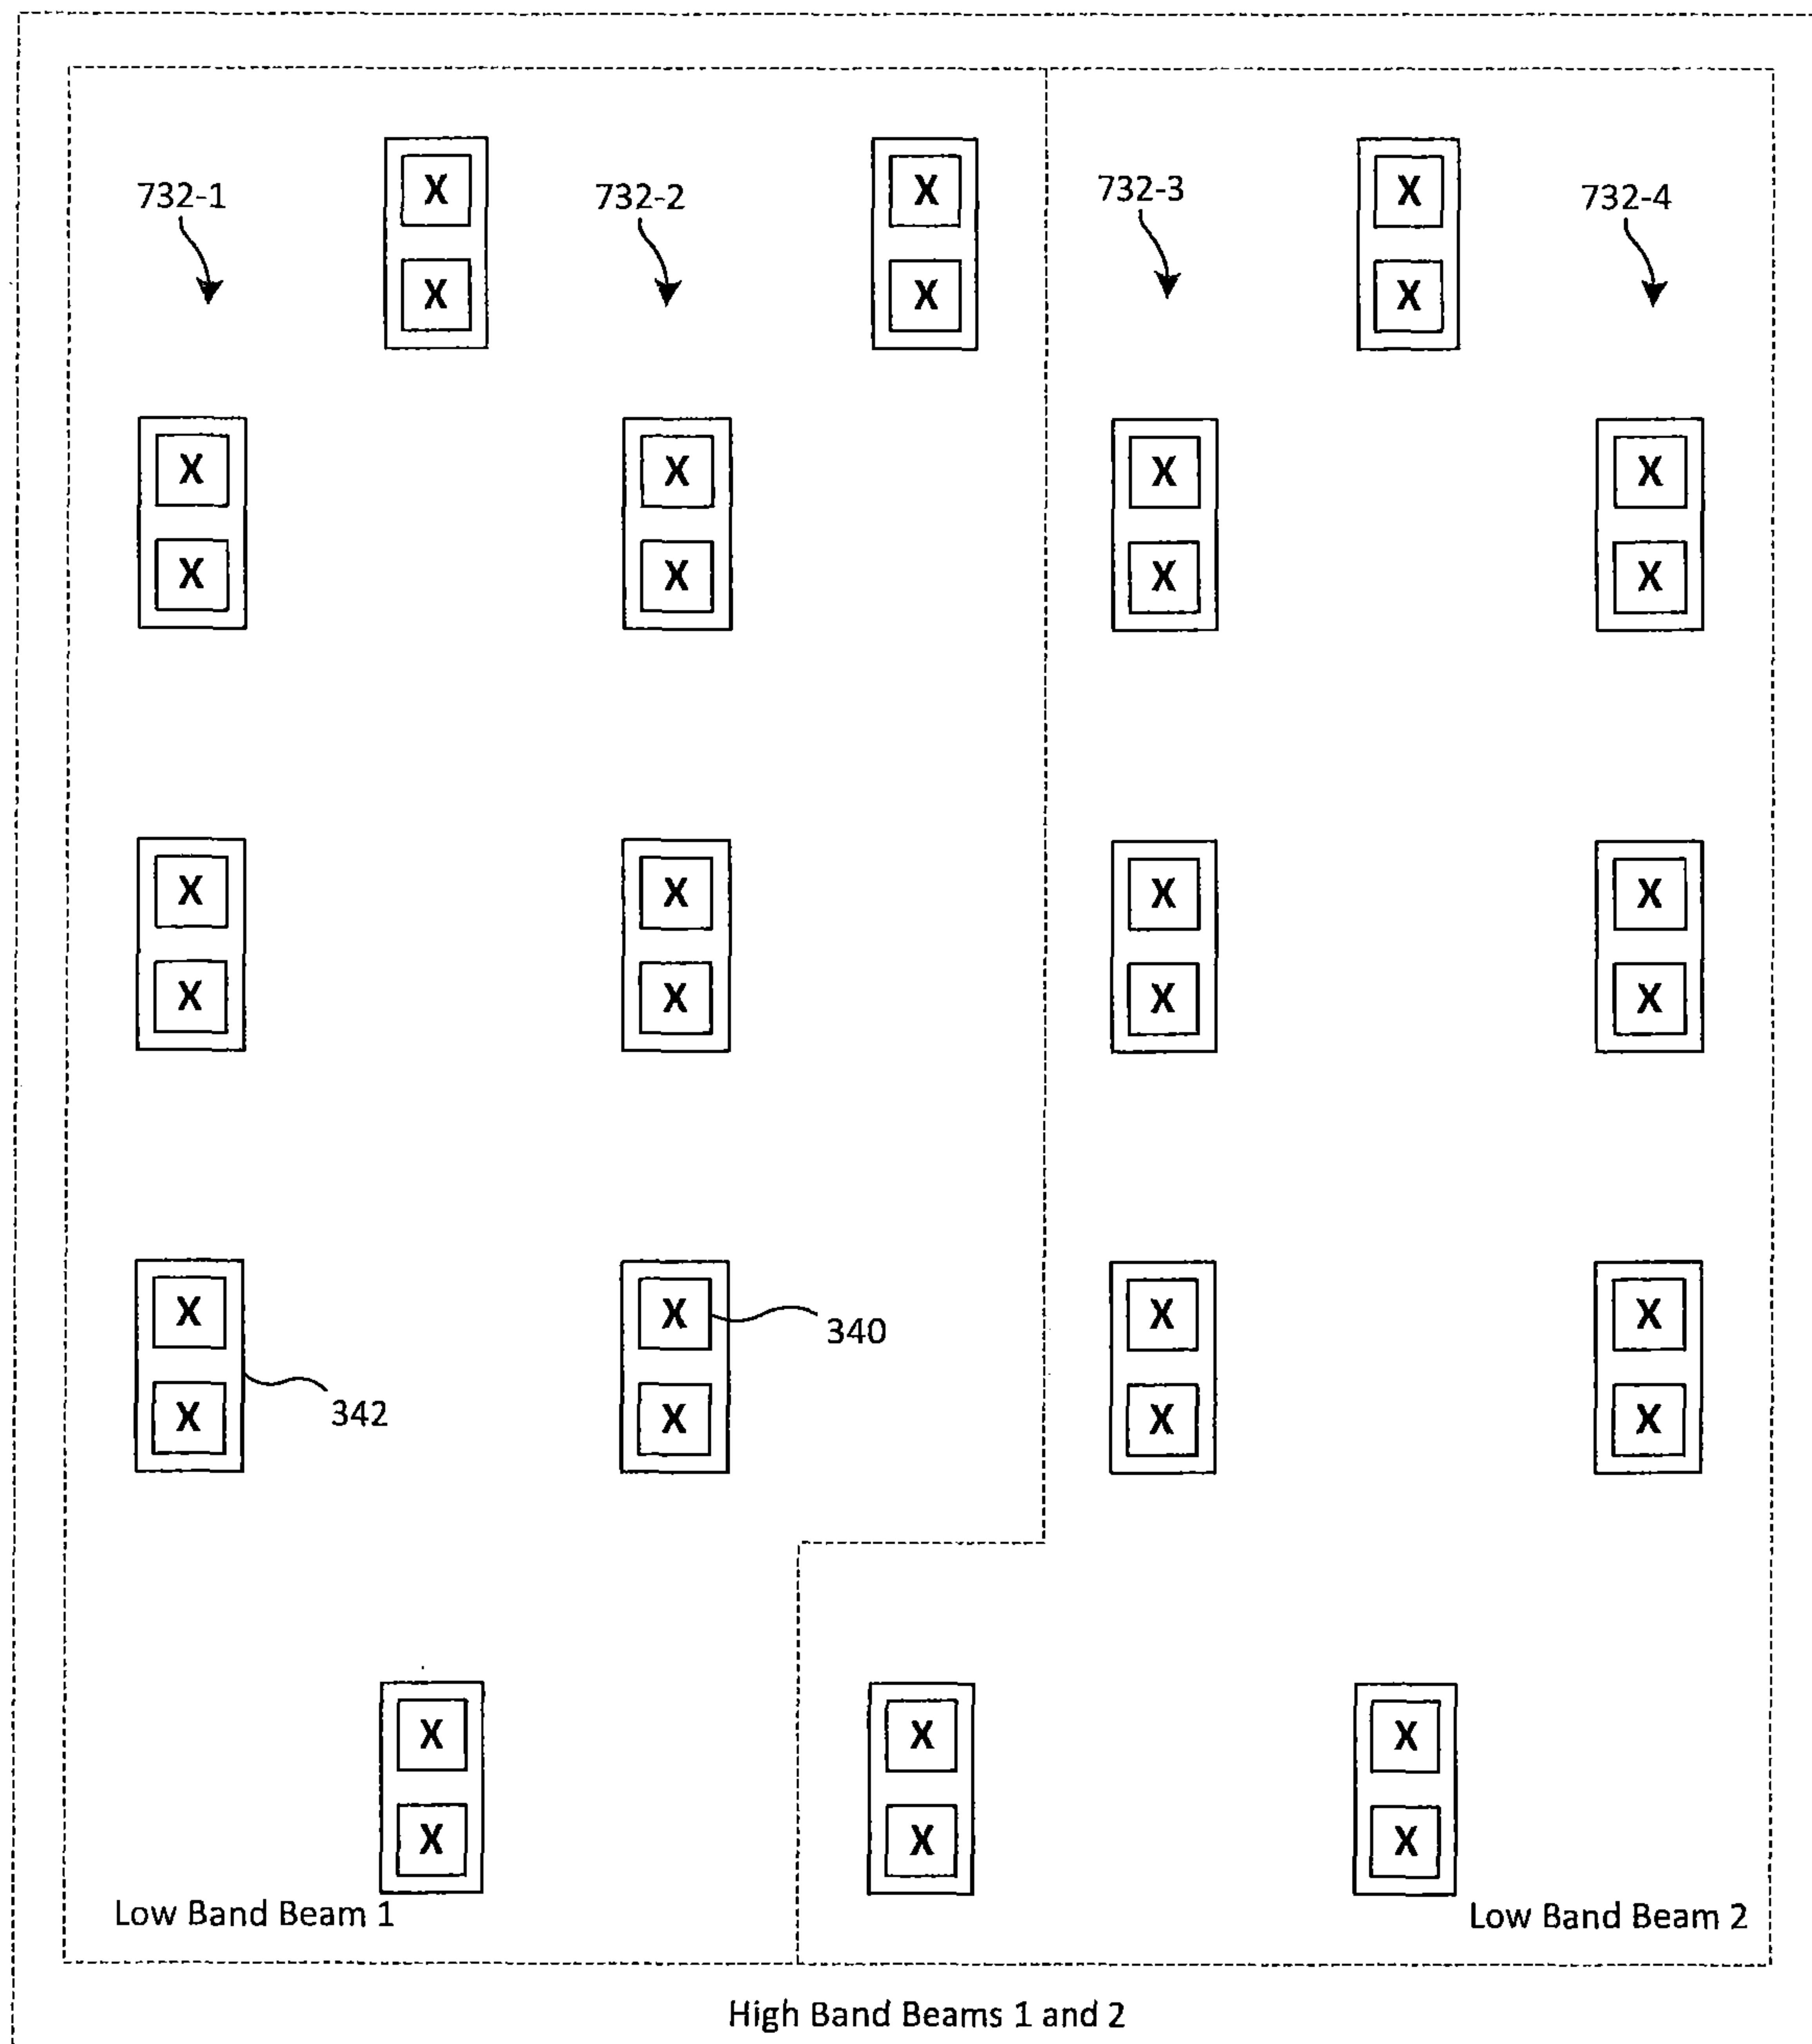 X X X
732-1 732-2 732-3 732-4
X X X
X X X X
X X X X
X X X X
X X X X
X X X X
340
342
X X X X
X X X
X X X
Low Band Beam 1 Low Band Beam 2
High Band Beams 1 and 2